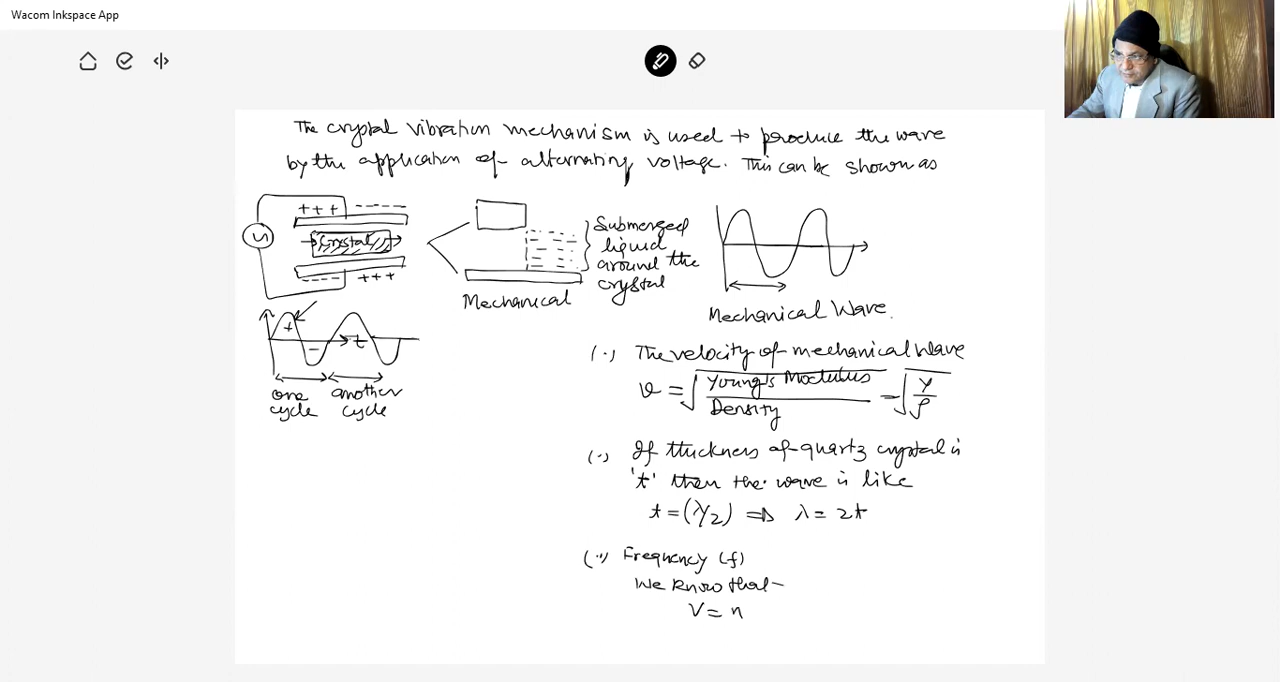 Wacom Inkspace App
The crystal vibration mechanism is used to produce the wave
by the application of alternating voltage. This can be shown as
+ + + - - - - -
Crystal
- - - - + + +
Submerged
liquid
around the
crystal
Mechanical
Mechanical Wave.
+
-
t
one
cycle
another
cycle
(·) The velocity of mechanical wave
v = √Young's Modulus/Density = √Y/ρ
(··) If thickness of quartz crystal is
't' then the wave is like
t = (λ/2) ⇒ λ = 2t
(···) Frequency (f)
We know that -
V = n